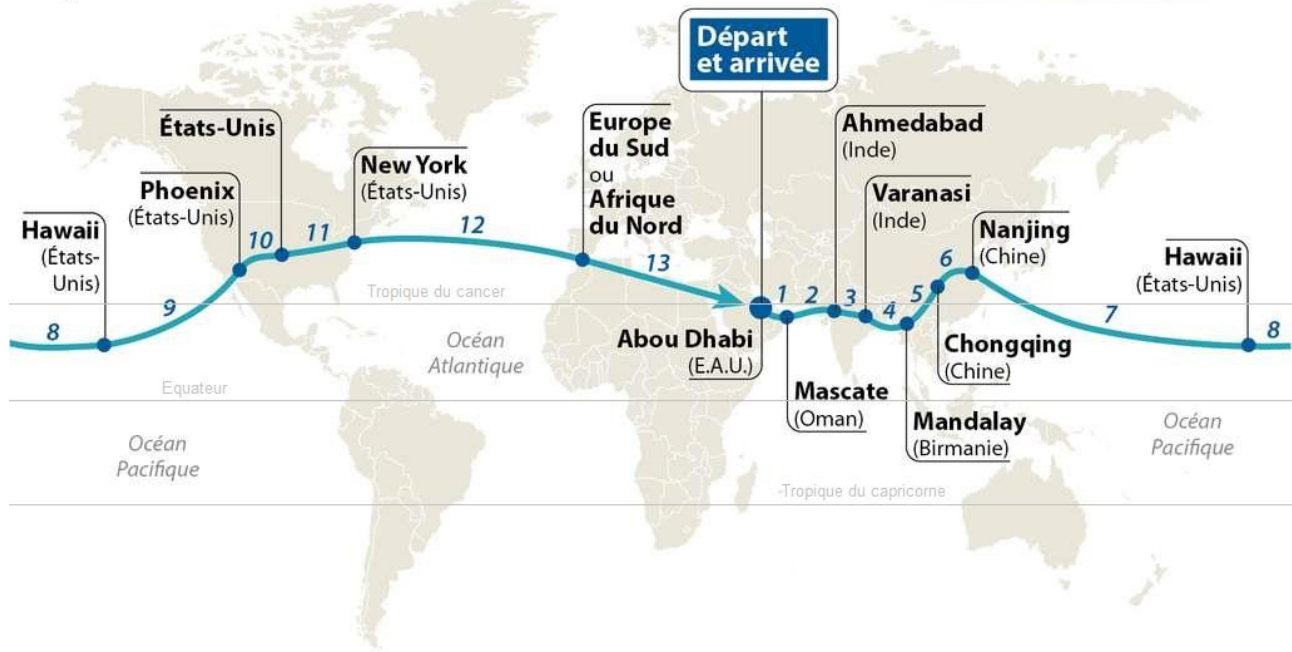 Départ
et arrivée
États-Unis
New York
(États-Unis)
Phoenix
(États-Unis)
Hawaii
(États-
Unis)
Europe
du Sud
ou
Afrique
du Nord
Ahmedabad
(Inde)
Varanasi
(Inde)
Nanjing
(Chine)
Hawaii
(États-Unis)
8
9
10
11
12
13
1
2
3
4
5
6
7
8
Tropique du cancer
Océan
Atlantique
Abou Dhabi
(E.A.U.)
Mascate
(Oman)
Chongqing
(Chine)
Mandalay
(Birmanie)
Equateur
Océan
Pacifique
Océan
Pacifique
Tropique du capricorne